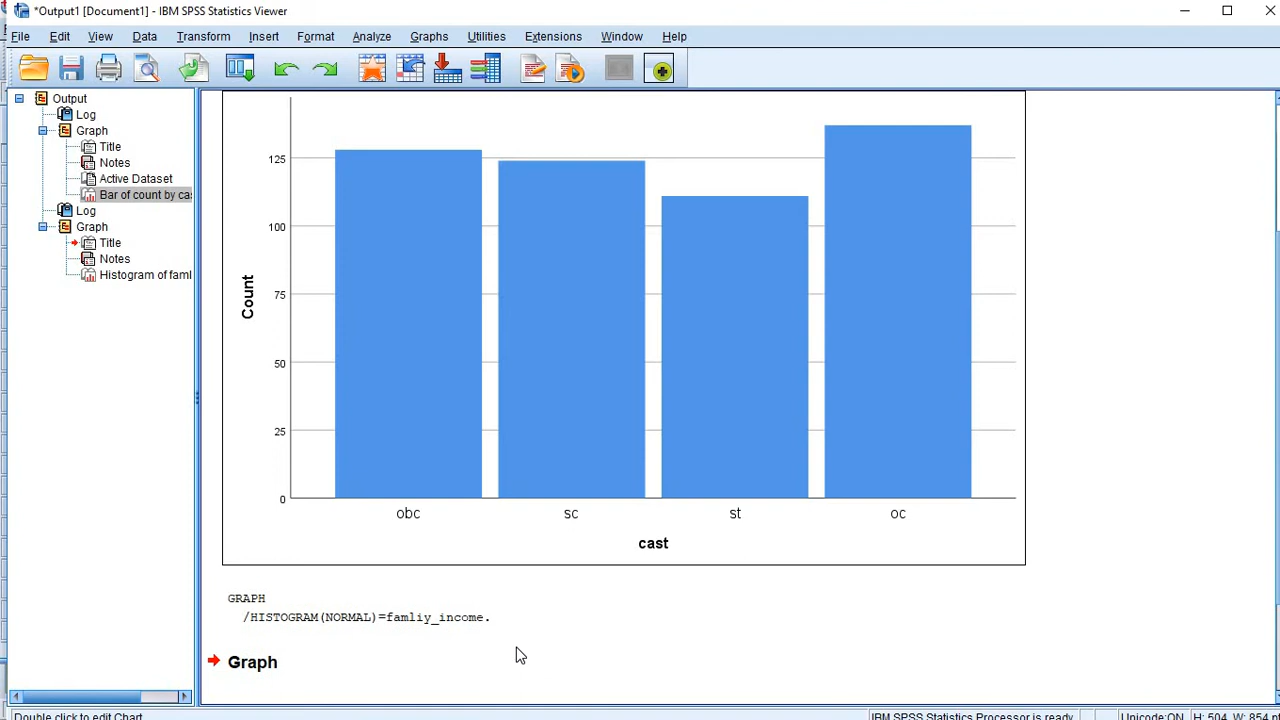 *Output1 [Document1] - IBM SPSS Statistics Viewer
File Edit View Data Transform Insert Format Analyze Graphs Utilities Extensions Window Help
Output
Log
Graph
Title
Notes
Active Dataset
Bar of count by ca
Log
Graph
Title
Notes
Histogram of faml
125
100
75
50
25
0
Count
obc sc st oc
cast
GRAPH
/HISTOGRAM(NORMAL)=famliy_income.
Graph
Double click to edit Chart
IBM SPSS Statistics Processor is ready
Unicode:ON
H: 504, W: 854